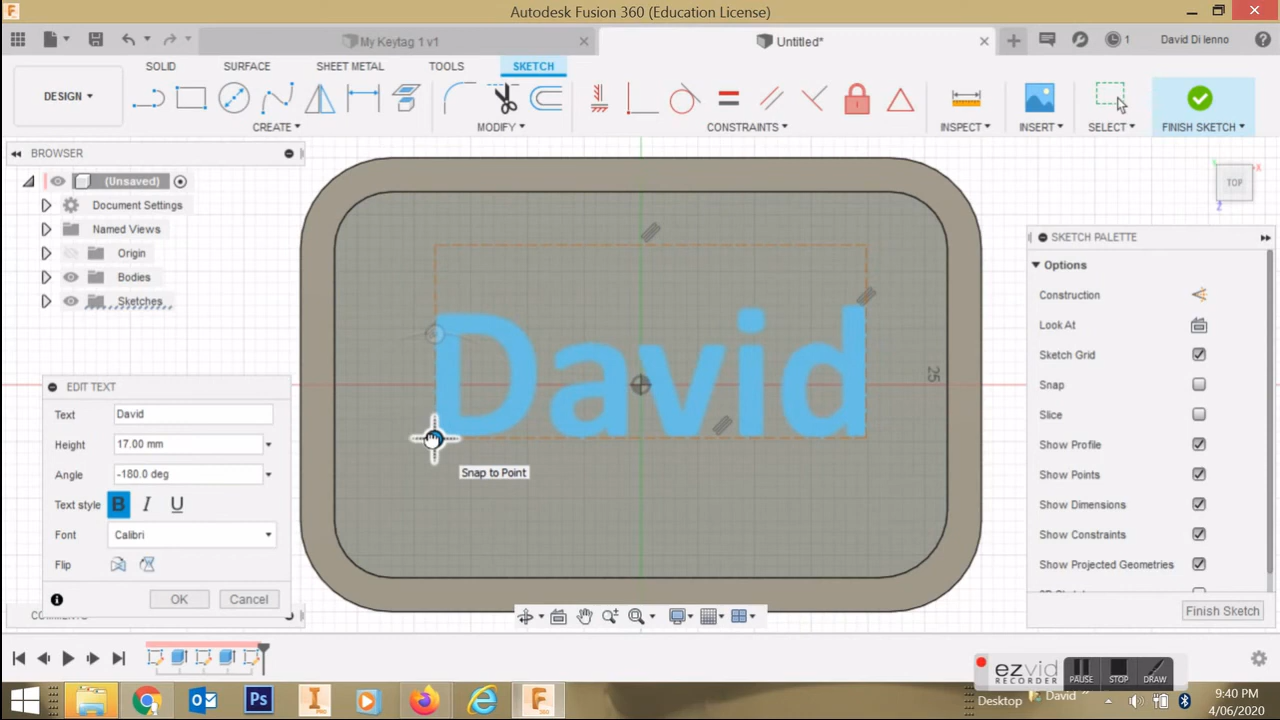 Autodesk Fusion 360 (Education License)
My Keytag 1 v1
Untitled*
1
David Di Ienno
DESIGN
SOLID
SURFACE
SHEET METAL
TOOLS
SKETCH
CREATE
MODIFY
CONSTRAINTS
INSPECT
INSERT
SELECT
FINISH SKETCH
BROWSER
(Unsaved)
Document Settings
Named Views
Origin
Bodies
Sketches
TOP
X
Z
David
25
Snap to Point
EDIT TEXT
Text David
Height 17.00 mm
Angle -180.0 deg
Text style B I U
Font Calibri
Flip
OK Cancel
SKETCH PALETTE
Options
Construction
Look At
Sketch Grid
Snap
Slice
Show Profile
Show Points
Show Dimensions
Show Constraints
Show Projected Geometries
Finish Sketch
ezvid
RECORDER
PAUSE STOP DRAW
Ps
Desktop
David
9:40 PM
4/06/2020